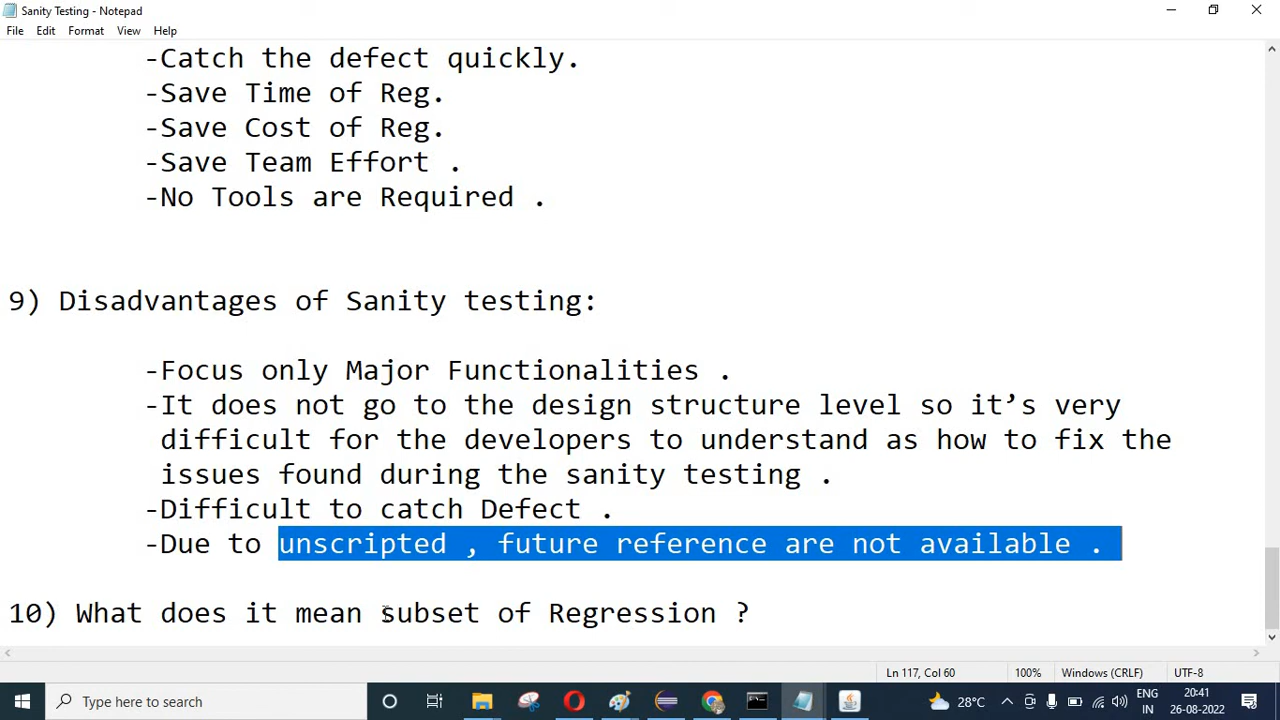 Sanity Testing - Notepad
File Edit Format View Help
-Catch the defect quickly.
-Save Time of Reg.
-Save Cost of Reg.
-Save Team Effort .
-No Tools are Required .
9) Disadvantages of Sanity testing:
-Focus only Major Functionalities .
-It does not go to the design structure level so it’s very
difficult for the developers to understand as how to fix the
issues found during the sanity testing .
-Difficult to catch Defect .
-Due to unscripted , future reference are not available .
10) What does it mean subset of Regression ?
Ln 117, Col 60 100% Windows (CRLF) UTF-8
Type here to search 28°C ENG 20:41
IN 26-08-2022